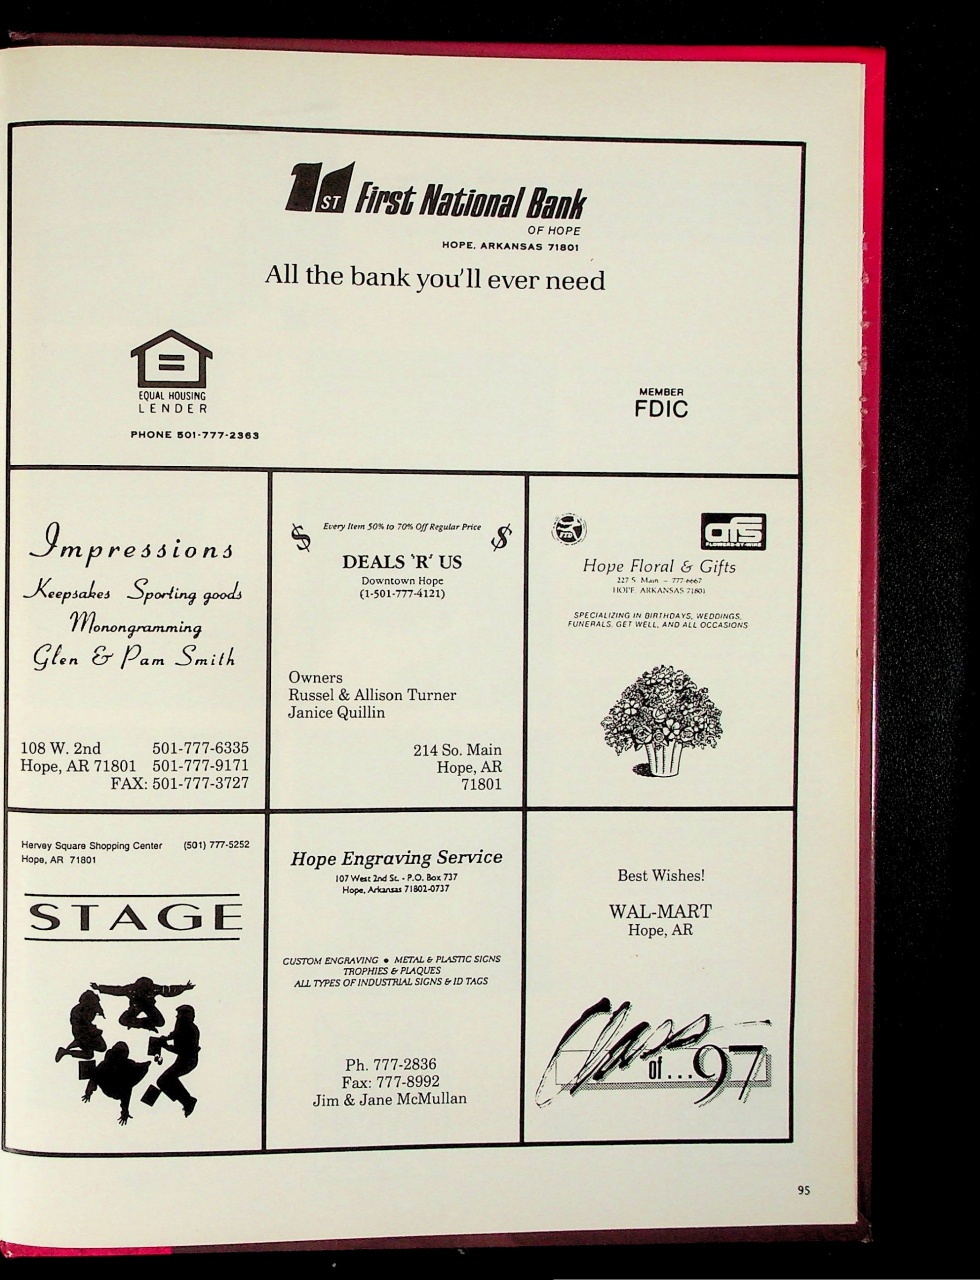 1ST First National Bank
OF HOPE
HOPE, ARKANSAS 71801
All the bank you'll ever need
EQUAL HOUSING
LENDER
PHONE 501-777-2363
MEMBER
FDIC
Impressions
Keepsakes Sporting goods
Monongramming
Glen & Pam Smith
108 W. 2nd 501-777-6335
Hope, AR 71801 501-777-9171
FAX: 501-777-3727
$ Every Item 50% to 70% Off Regular Price $
DEALS 'R' US
Downtown Hope
(1-501-777-4121)
Owners
Russel & Allison Turner
Janice Quillin
214 So. Main
Hope, AR
71801
FTD
afs
FLOWERS-BY-WIRE
Hope Floral & Gifts
227 S. Main - 777-6667
HOPE, ARKANSAS 71801
SPECIALIZING IN BIRTHDAYS, WEDDINGS,
FUNERALS, GET WELL, AND ALL OCCASIONS
Hervey Square Shopping Center (501) 777-5252
Hope, AR 71801
STAGE
Hope Engraving Service
107 West 2nd St. - P.O. Box 737
Hope, Arkansas 71802-0737
CUSTOM ENGRAVING • METAL & PLASTIC SIGNS
TROPHIES & PLAQUES
ALL TYPES OF INDUSTRIAL SIGNS & ID TAGS
Ph. 777-2836
Fax: 777-8992
Jim & Jane McMullan
Best Wishes!
WAL-MART
Hope, AR
Class
of...97
95